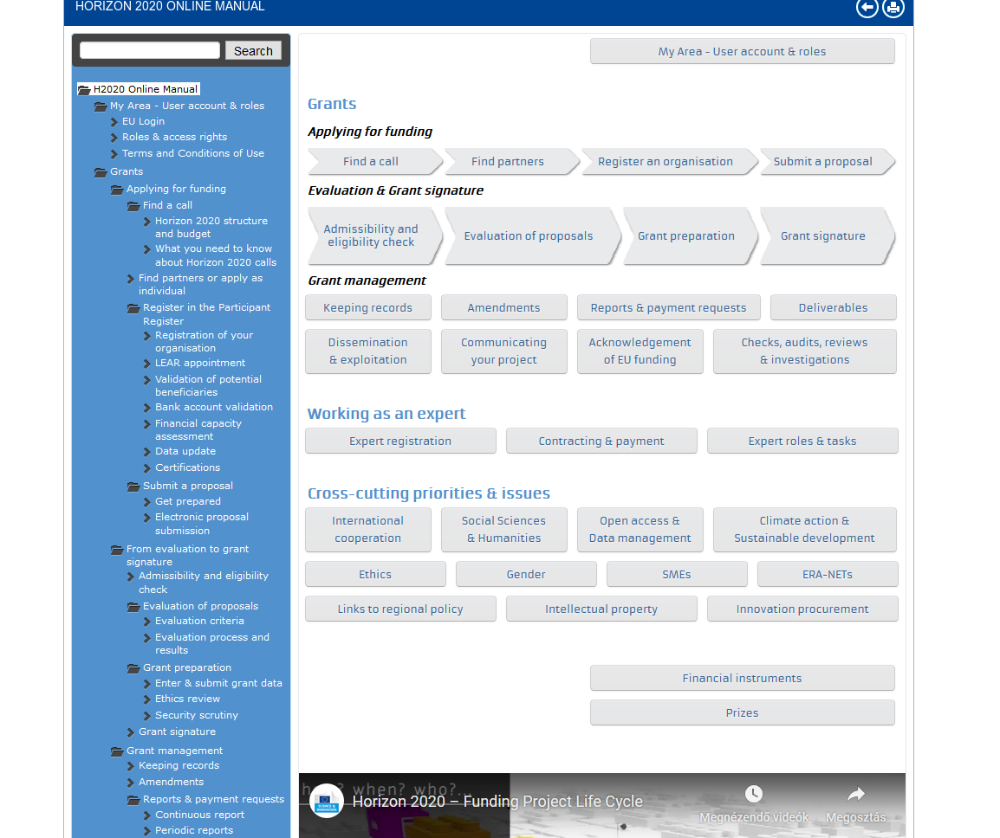 HORIZON 2020 ONLINE MANUAL
Search
H2020 Online Manual
My Area - User account & roles
EU Login
Roles & access rights
Terms and Conditions of Use
Grants
Applying for funding
Find a call
Horizon 2020 structure
and budget
What you need to know
about Horizon 2020 calls
Find partners or apply as
individual
Register in the Participant
Register
Registration of your
organisation
LEAR appointment
Validation of potential
beneficiaries
Bank account validation
Financial capacity
assessment
Data update
Certifications
Submit a proposal
Get prepared
Electronic proposal
submission
From evaluation to grant
signature
Admissibility and eligibility
check
Evaluation of proposals
Evaluation criteria
Evaluation process and
results
Grant preparation
Enter & submit grant data
Ethics review
Security scrutiny
Grant signature
Grant management
Keeping records
Amendments
Reports & payment requests
Continuous report
Periodic reports
My Area - User account & roles
Grants
Applying for funding
Find a call
Find partners
Register an organisation
Submit a proposal
Evaluation & Grant signature
Admissibility and
eligibility check
Evaluation of proposals
Grant preparation
Grant signature
Grant management
Keeping records
Amendments
Reports & payment requests
Deliverables
Dissemination
& exploitation
Communicating
your project
Acknowledgement
of EU funding
Checks, audits, reviews
& investigations
Working as an expert
Expert registration
Contracting & payment
Expert roles & tasks
Cross-cutting priorities & issues
International
cooperation
Social Sciences
& Humanities
Open access &
Data management
Climate action &
Sustainable development
Ethics
Gender
SMEs
ERA-NETs
Links to regional policy
Intellectual property
Innovation procurement
Financial instruments
Prizes
when? who?...
Horizon 2020 – Funding Project Life Cycle
Megnézendő videók
Megosztás